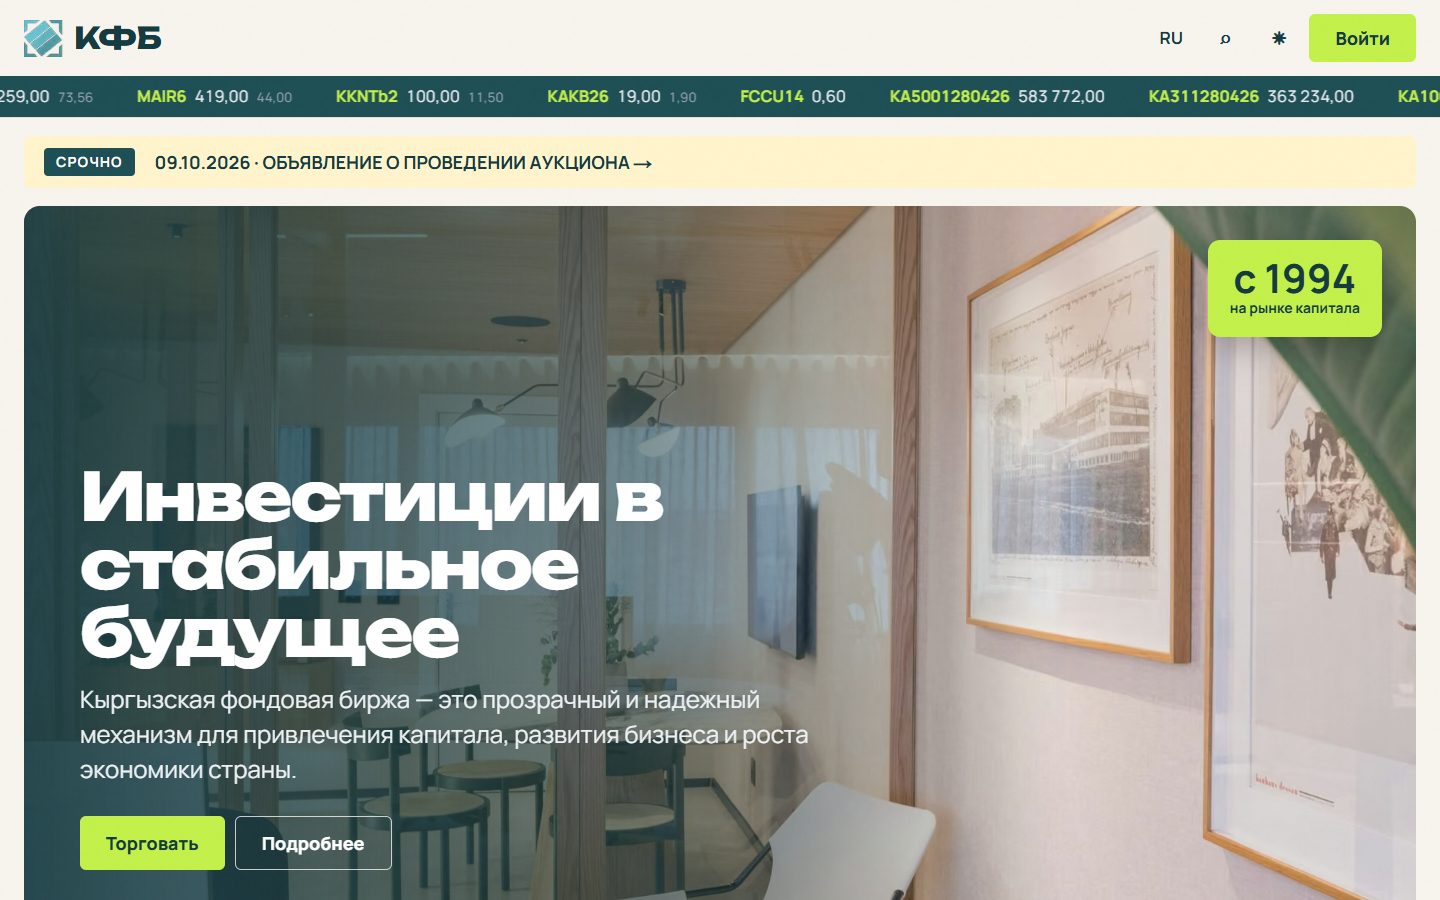 КФБ
RU
Войти
259,00 73,56 MAIR6 419,00 44,00 KKNTb2 100,00 11,50 KAKB26 19,00 1,90 FCCU14 0,60 KA5001280426 583 772,00 KA311280426 363 234,00 KA10
СРОЧНО 09.10.2026 · ОБЪЯВЛЕНИЕ О ПРОВЕДЕНИИ АУКЦИОНА →
с 1994
на рынке капитала
Инвестиции в
стабильное
будущее
Кыргызская фондовая биржа — это прозрачный и надежный
механизм для привлечения капитала, развития бизнеса и роста
экономики страны.
Торговать
Подробнее